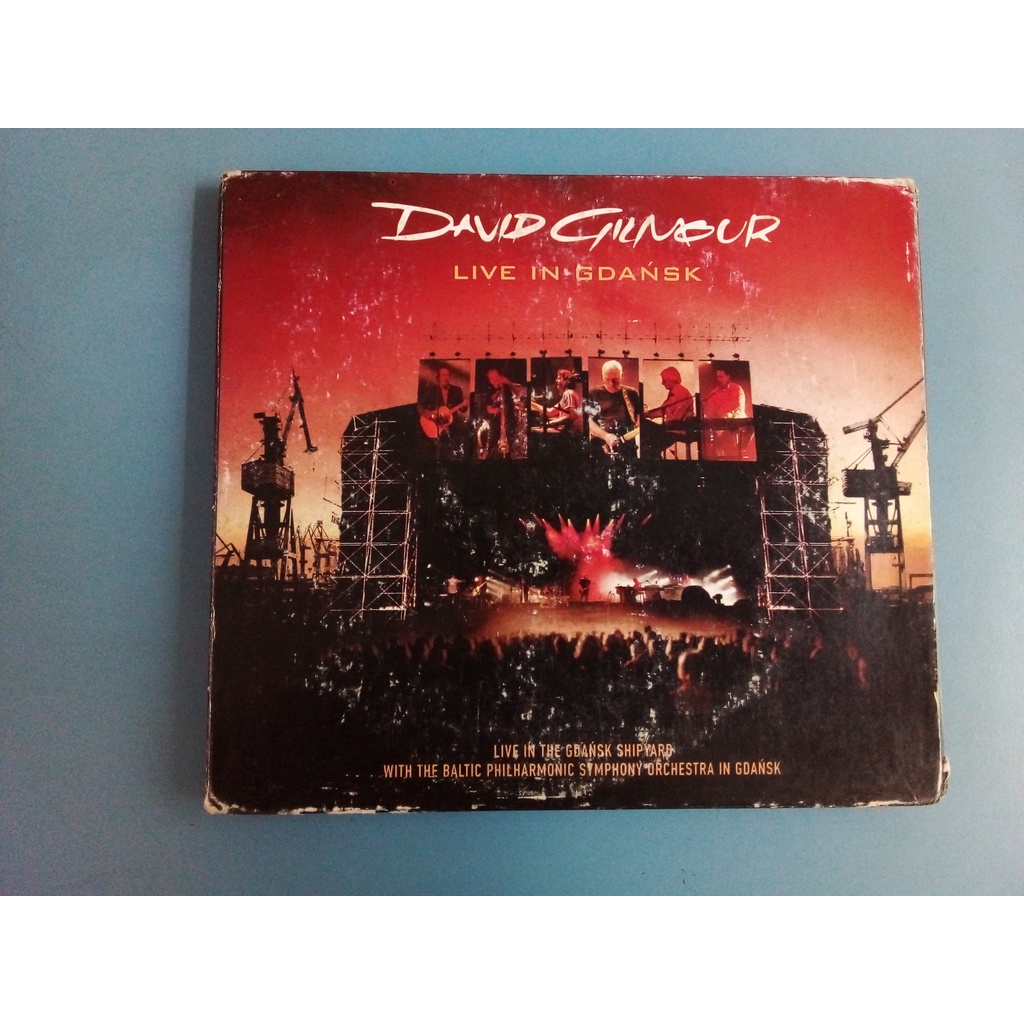 DAVID GILMOUR
LIVE IN GDAŃSK
LIVE IN THE GDAŃSK SHIPYARD
WITH THE BALTIC PHILHARMONIC SYMPHONY ORCHESTRA IN GDAŃSK